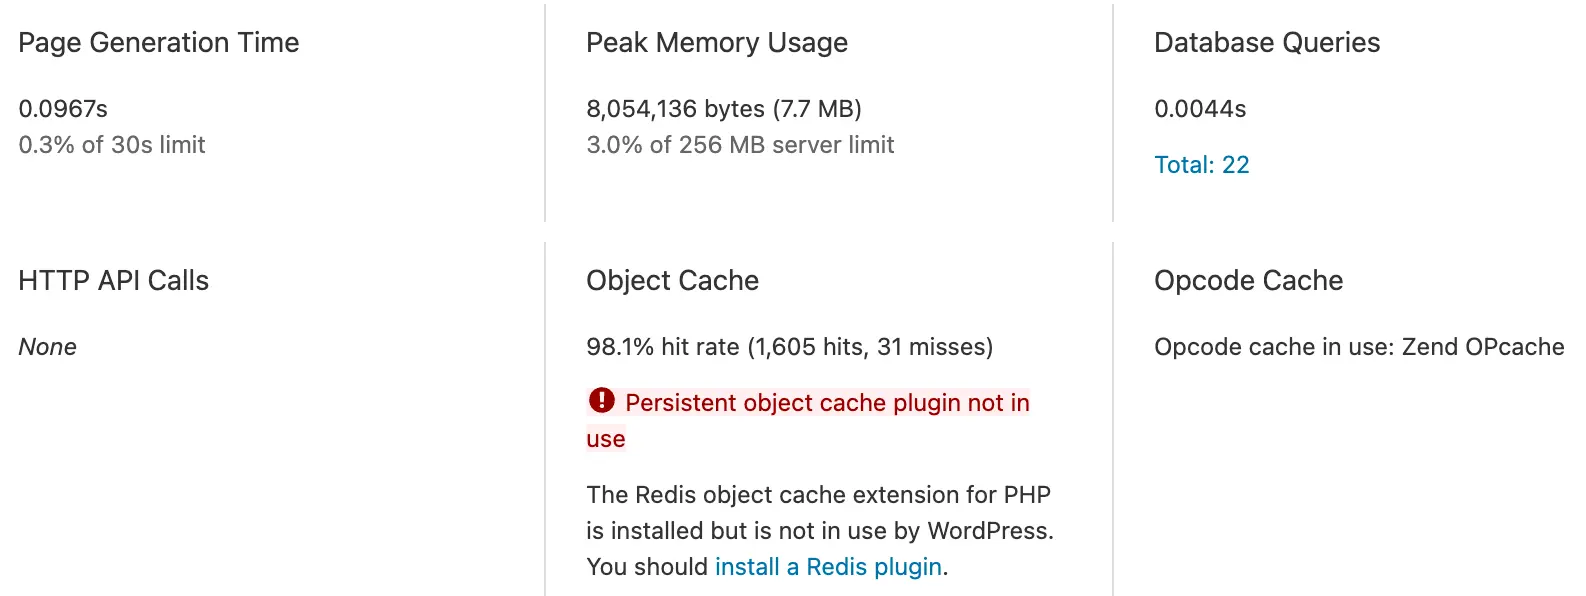 Page Generation Time
0.0967s
0.3% of 30s limit
Peak Memory Usage
8,054,136 bytes (7.7 MB)
3.0% of 256 MB server limit
Database Queries
0.0044s
Total: 22
HTTP API Calls
None
Object Cache
98.1% hit rate (1,605 hits, 31 misses)
Persistent object cache plugin not in
use
The Redis object cache extension for PHP
is installed but is not in use by WordPress.
You should install a Redis plugin.
Opcode Cache
Opcode cache in use: Zend OPcache